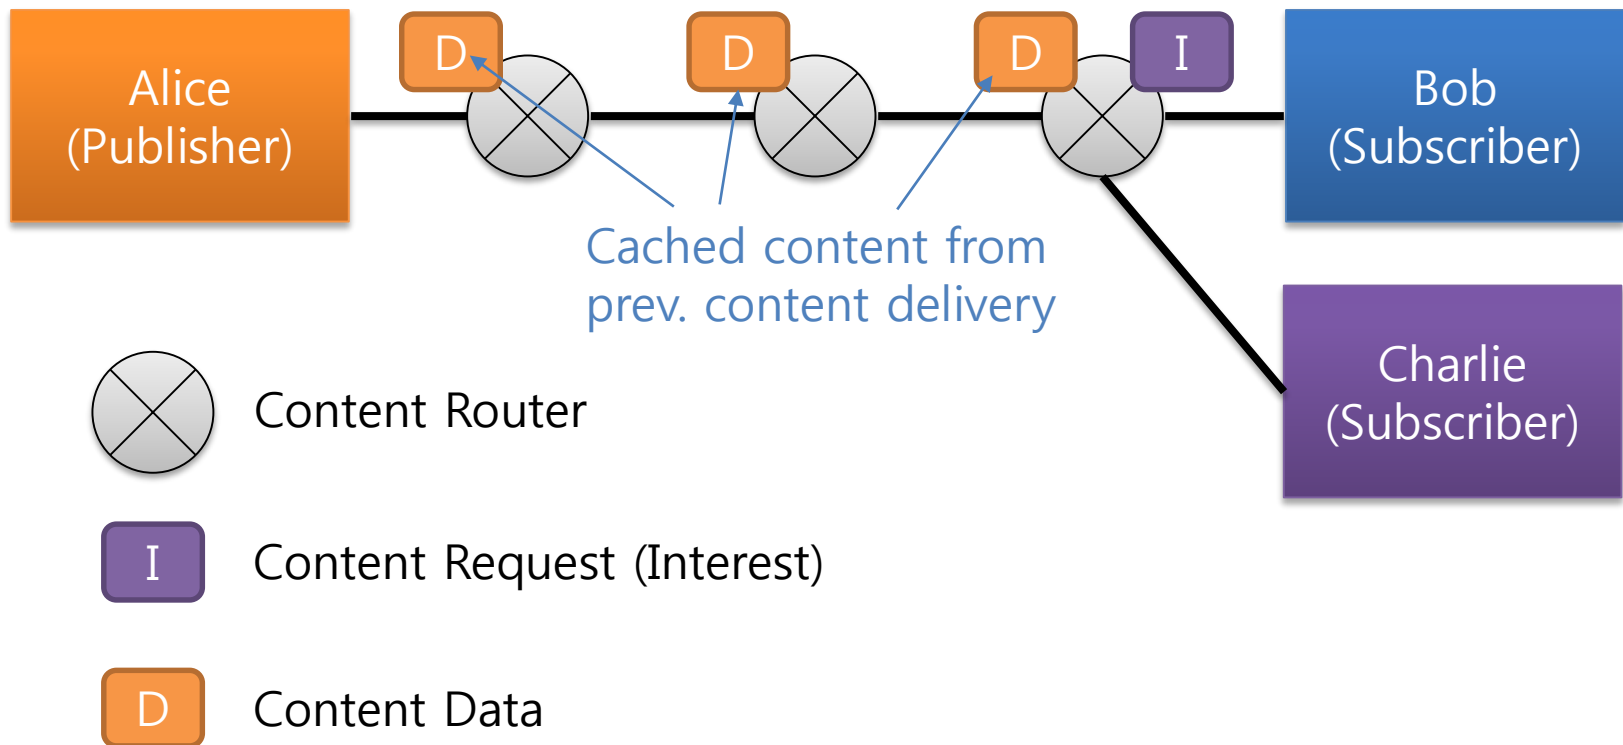 D
D
D
I
Alice
(Publisher)
Bob
(Subscriber)
Cached content from
prev. content delivery
Charlie
(Subscriber)
Content Router
I
Content Request (Interest)
D
Content Data